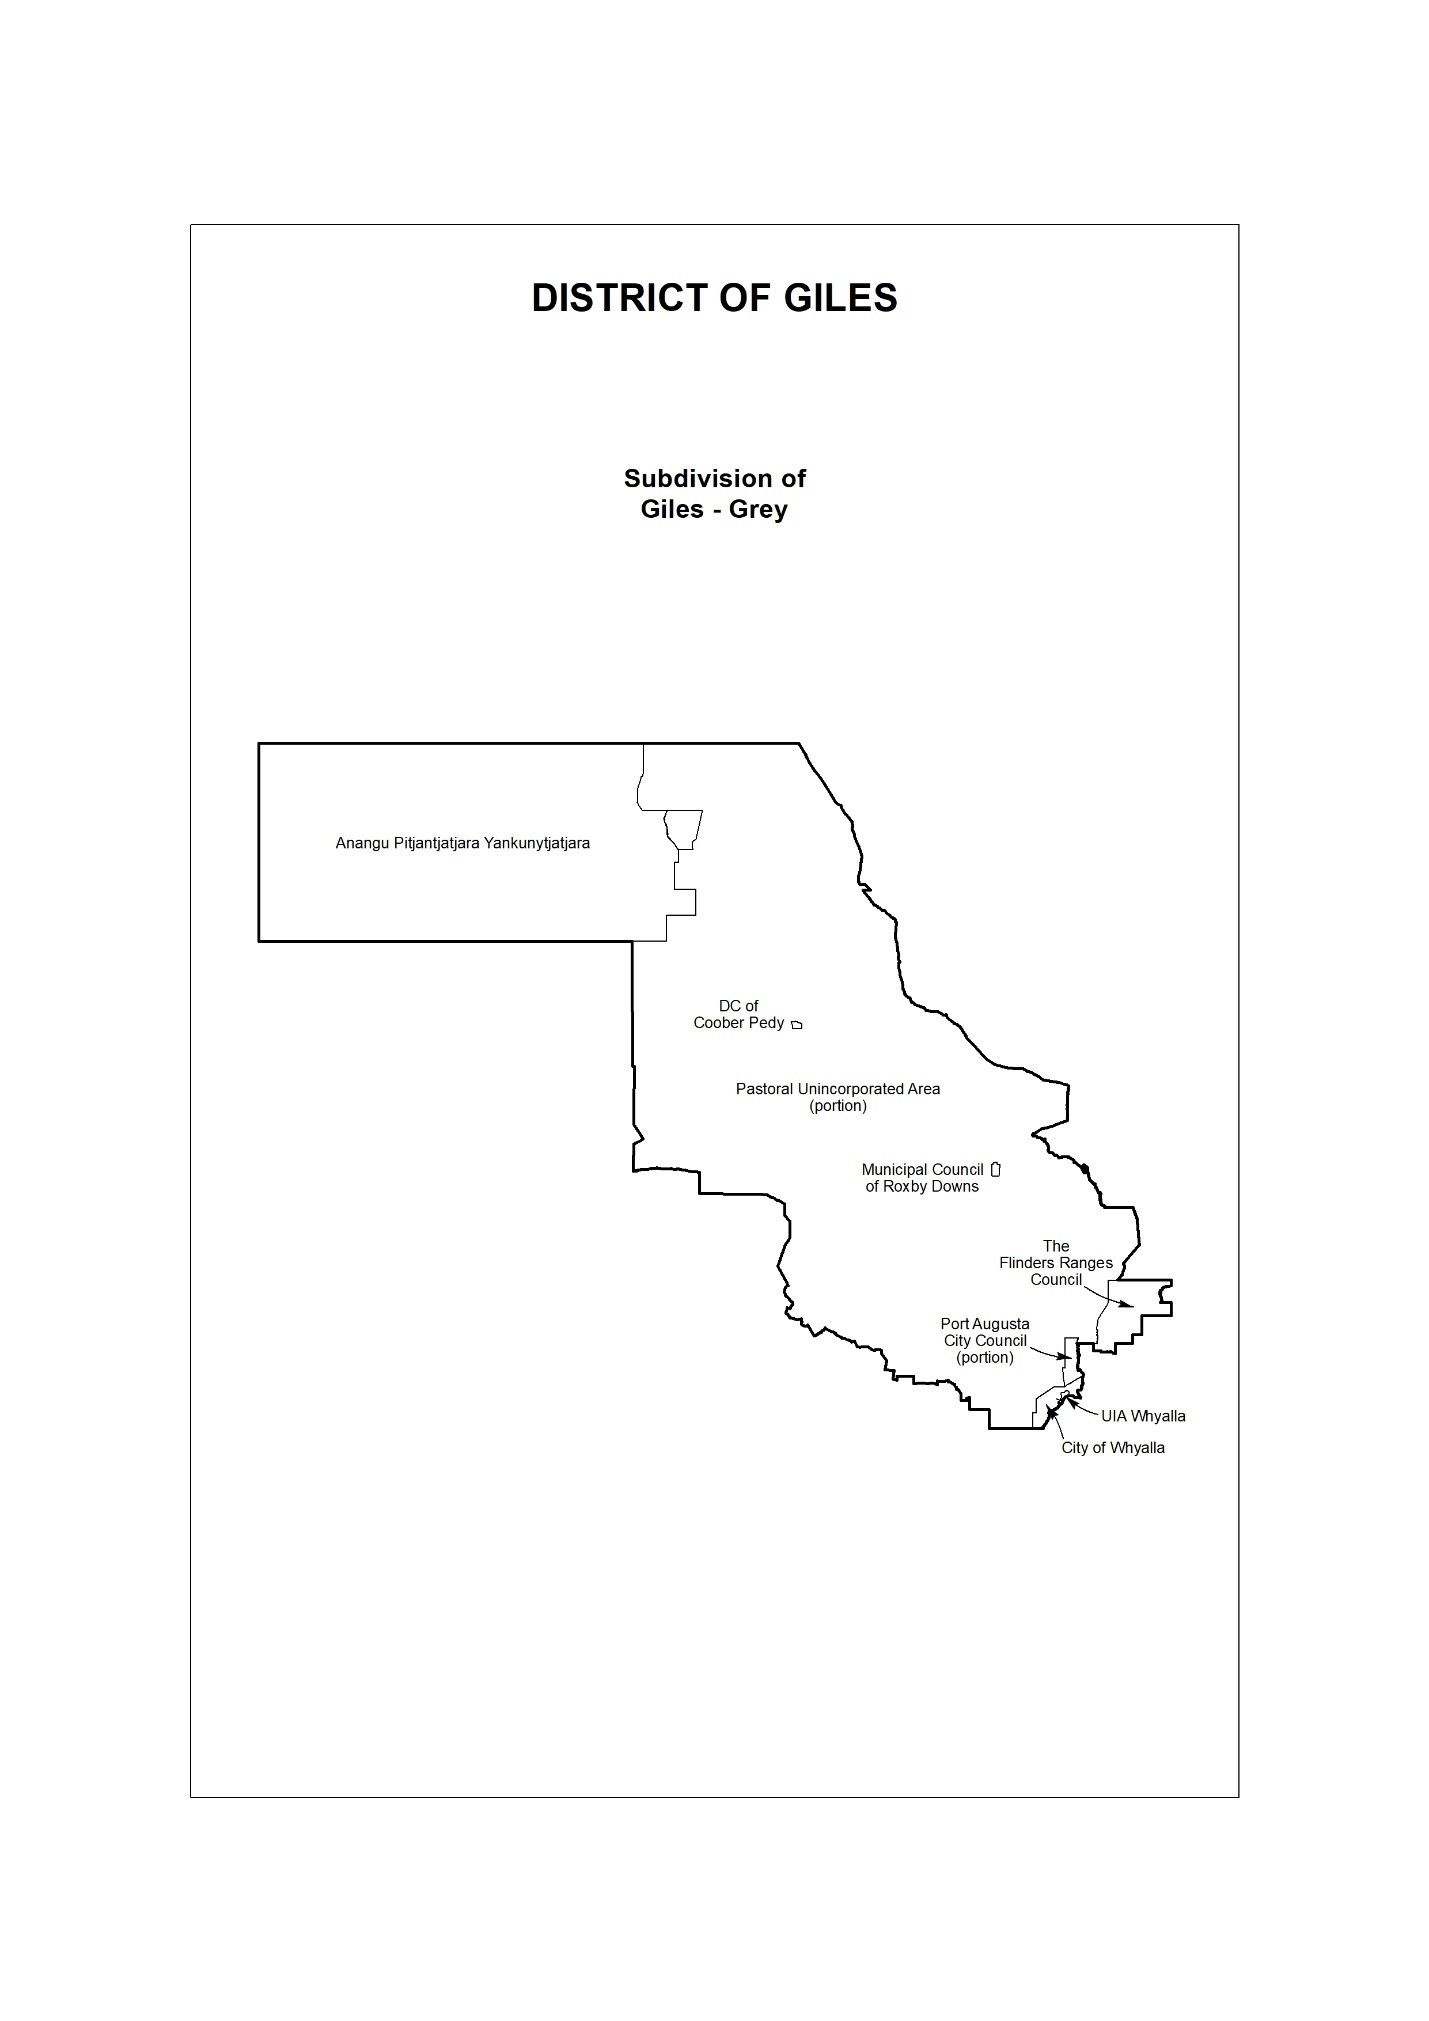 DISTRICT OF GILES
Subdivision of
Giles - Grey
Anangu Pitjantjatjara Yankunytjatjara
DC of
Coober Pedy
Pastoral Unincorporated Area
(portion)
Municipal Council
of Roxby Downs
The
Flinders Ranges
Council
Port Augusta
City Council
(portion)
UIA Whyalla
City of Whyalla